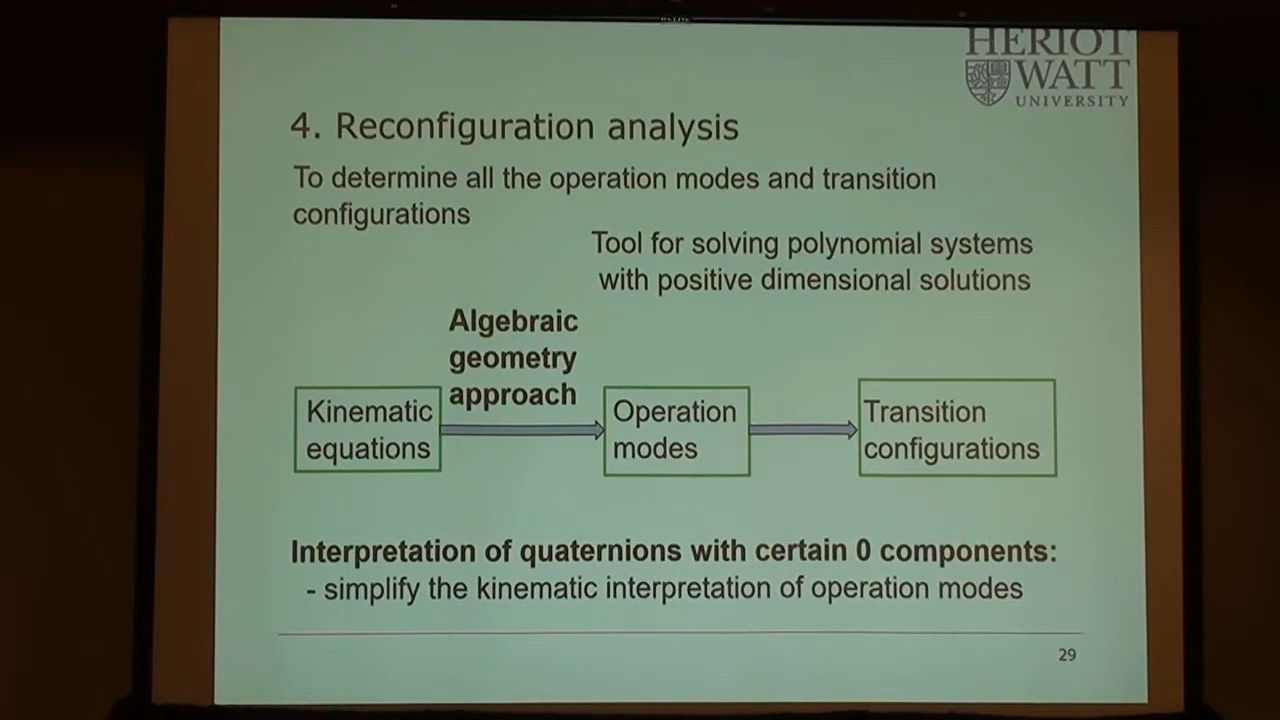 HERIOT
WATT
UNIVERSITY
4. Reconfiguration analysis
To determine all the operation modes and transition
configurations
Tool for solving polynomial systems
with positive dimensional solutions
Algebraic
geometry
approach
Kinematic
equations
Operation
modes
Transition
configurations
Interpretation of quaternions with certain 0 components:
- simplify the kinematic interpretation of operation modes
29